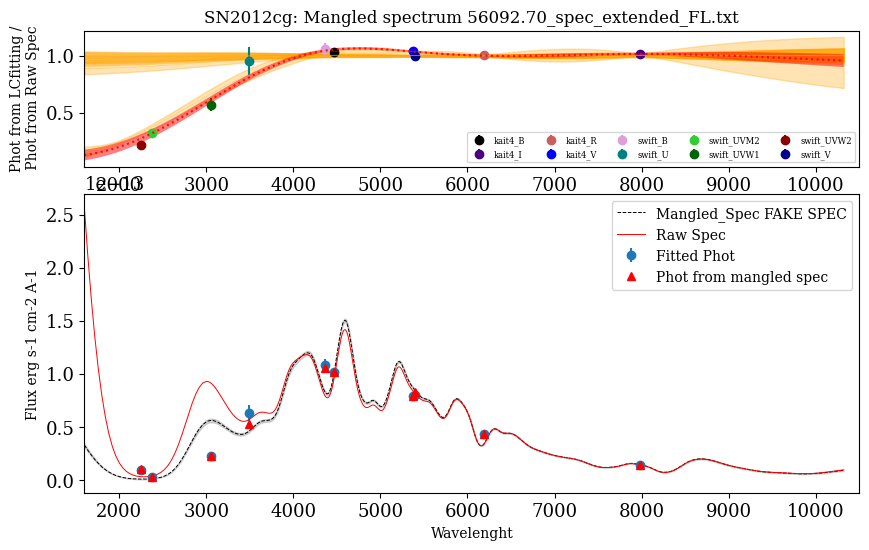 SN2012cg: Mangled spectrum 56092.70_spec_extended_FL.txt
Phot from LCfitting /
Phot from Raw Spec
1.0
0.5
kait4_B kait4_R swift_B swift_UVM2 swift_UVW2
kait4_I kait4_V swift_U swift_UVW1 swift_V
2000 3000 4000 5000 6000 7000 8000 9000 10000
1e−13
Flux erg s-1 cm-2 A-1
2.5
2.0
1.5
1.0
0.5
0.0
Mangled_Spec FAKE SPEC
Raw Spec
Fitted Phot
Phot from mangled spec
2000 3000 4000 5000 6000 7000 8000 9000 10000
Wavelenght